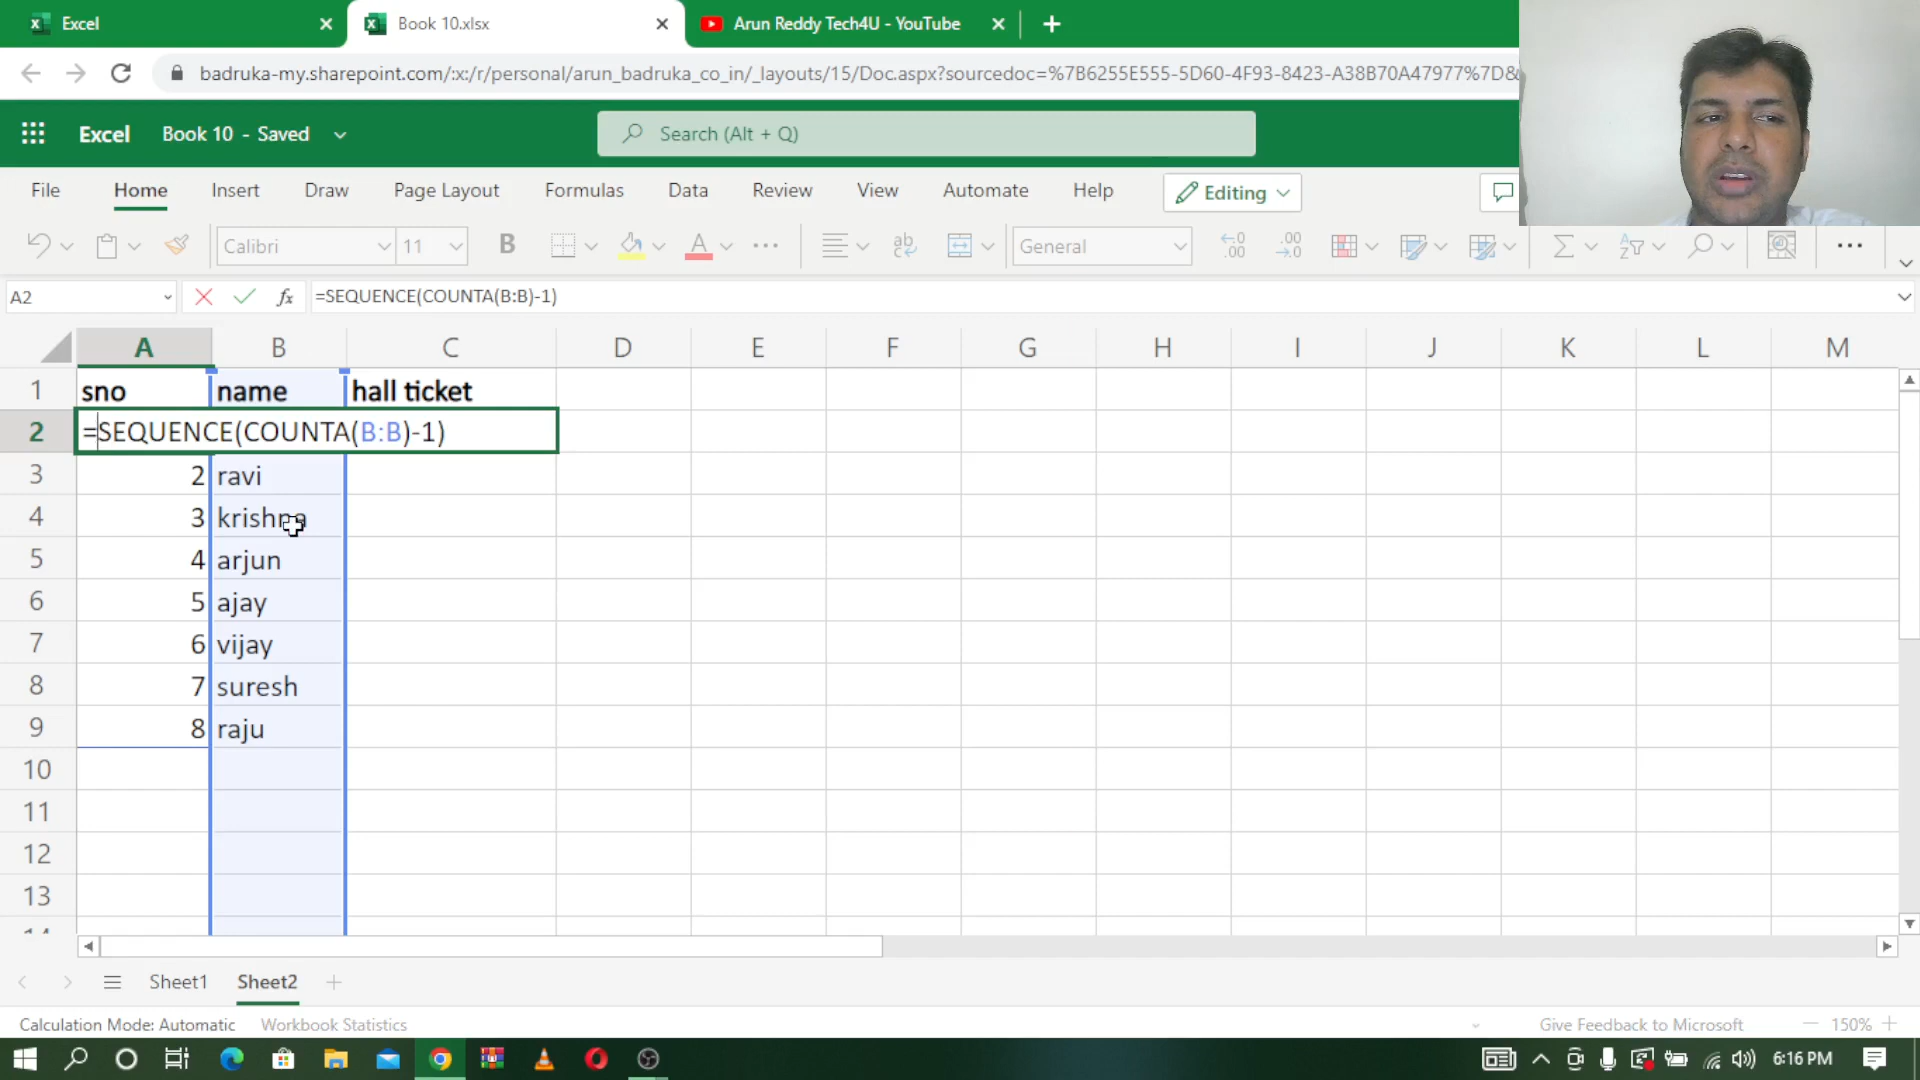 Excel
Book 10.xlsx
Arun Reddy Tech4U - YouTube
badruka-my.sharepoint.com/:x:/r/personal/arun_badruka_co_in/_layouts/15/Doc.aspx?sourcedoc=%7B6255E555-5D60-4F93-8423-A38B70A47977%7D&
Excel Book 10 - Saved
Search (Alt + Q)
File Home Insert Draw Page Layout Formulas Data Review View Automate Help Editing
Calibri 11 B A General
A2 fx =SEQUENCE(COUNTA(B:B)-1)
A B C D E F G H I J K L M
1 sno name hall ticket
2 =SEQUENCE(COUNTA(B:B)-1)
3 2 ravi
4 3 krishna
5 4 arjun
6 5 ajay
7 6 vijay
8 7 suresh
9 8 raju
10
11
12
13
14
Sheet1 Sheet2
Calculation Mode: Automatic Workbook Statistics Give Feedback to Microsoft 150%
6:16 PM